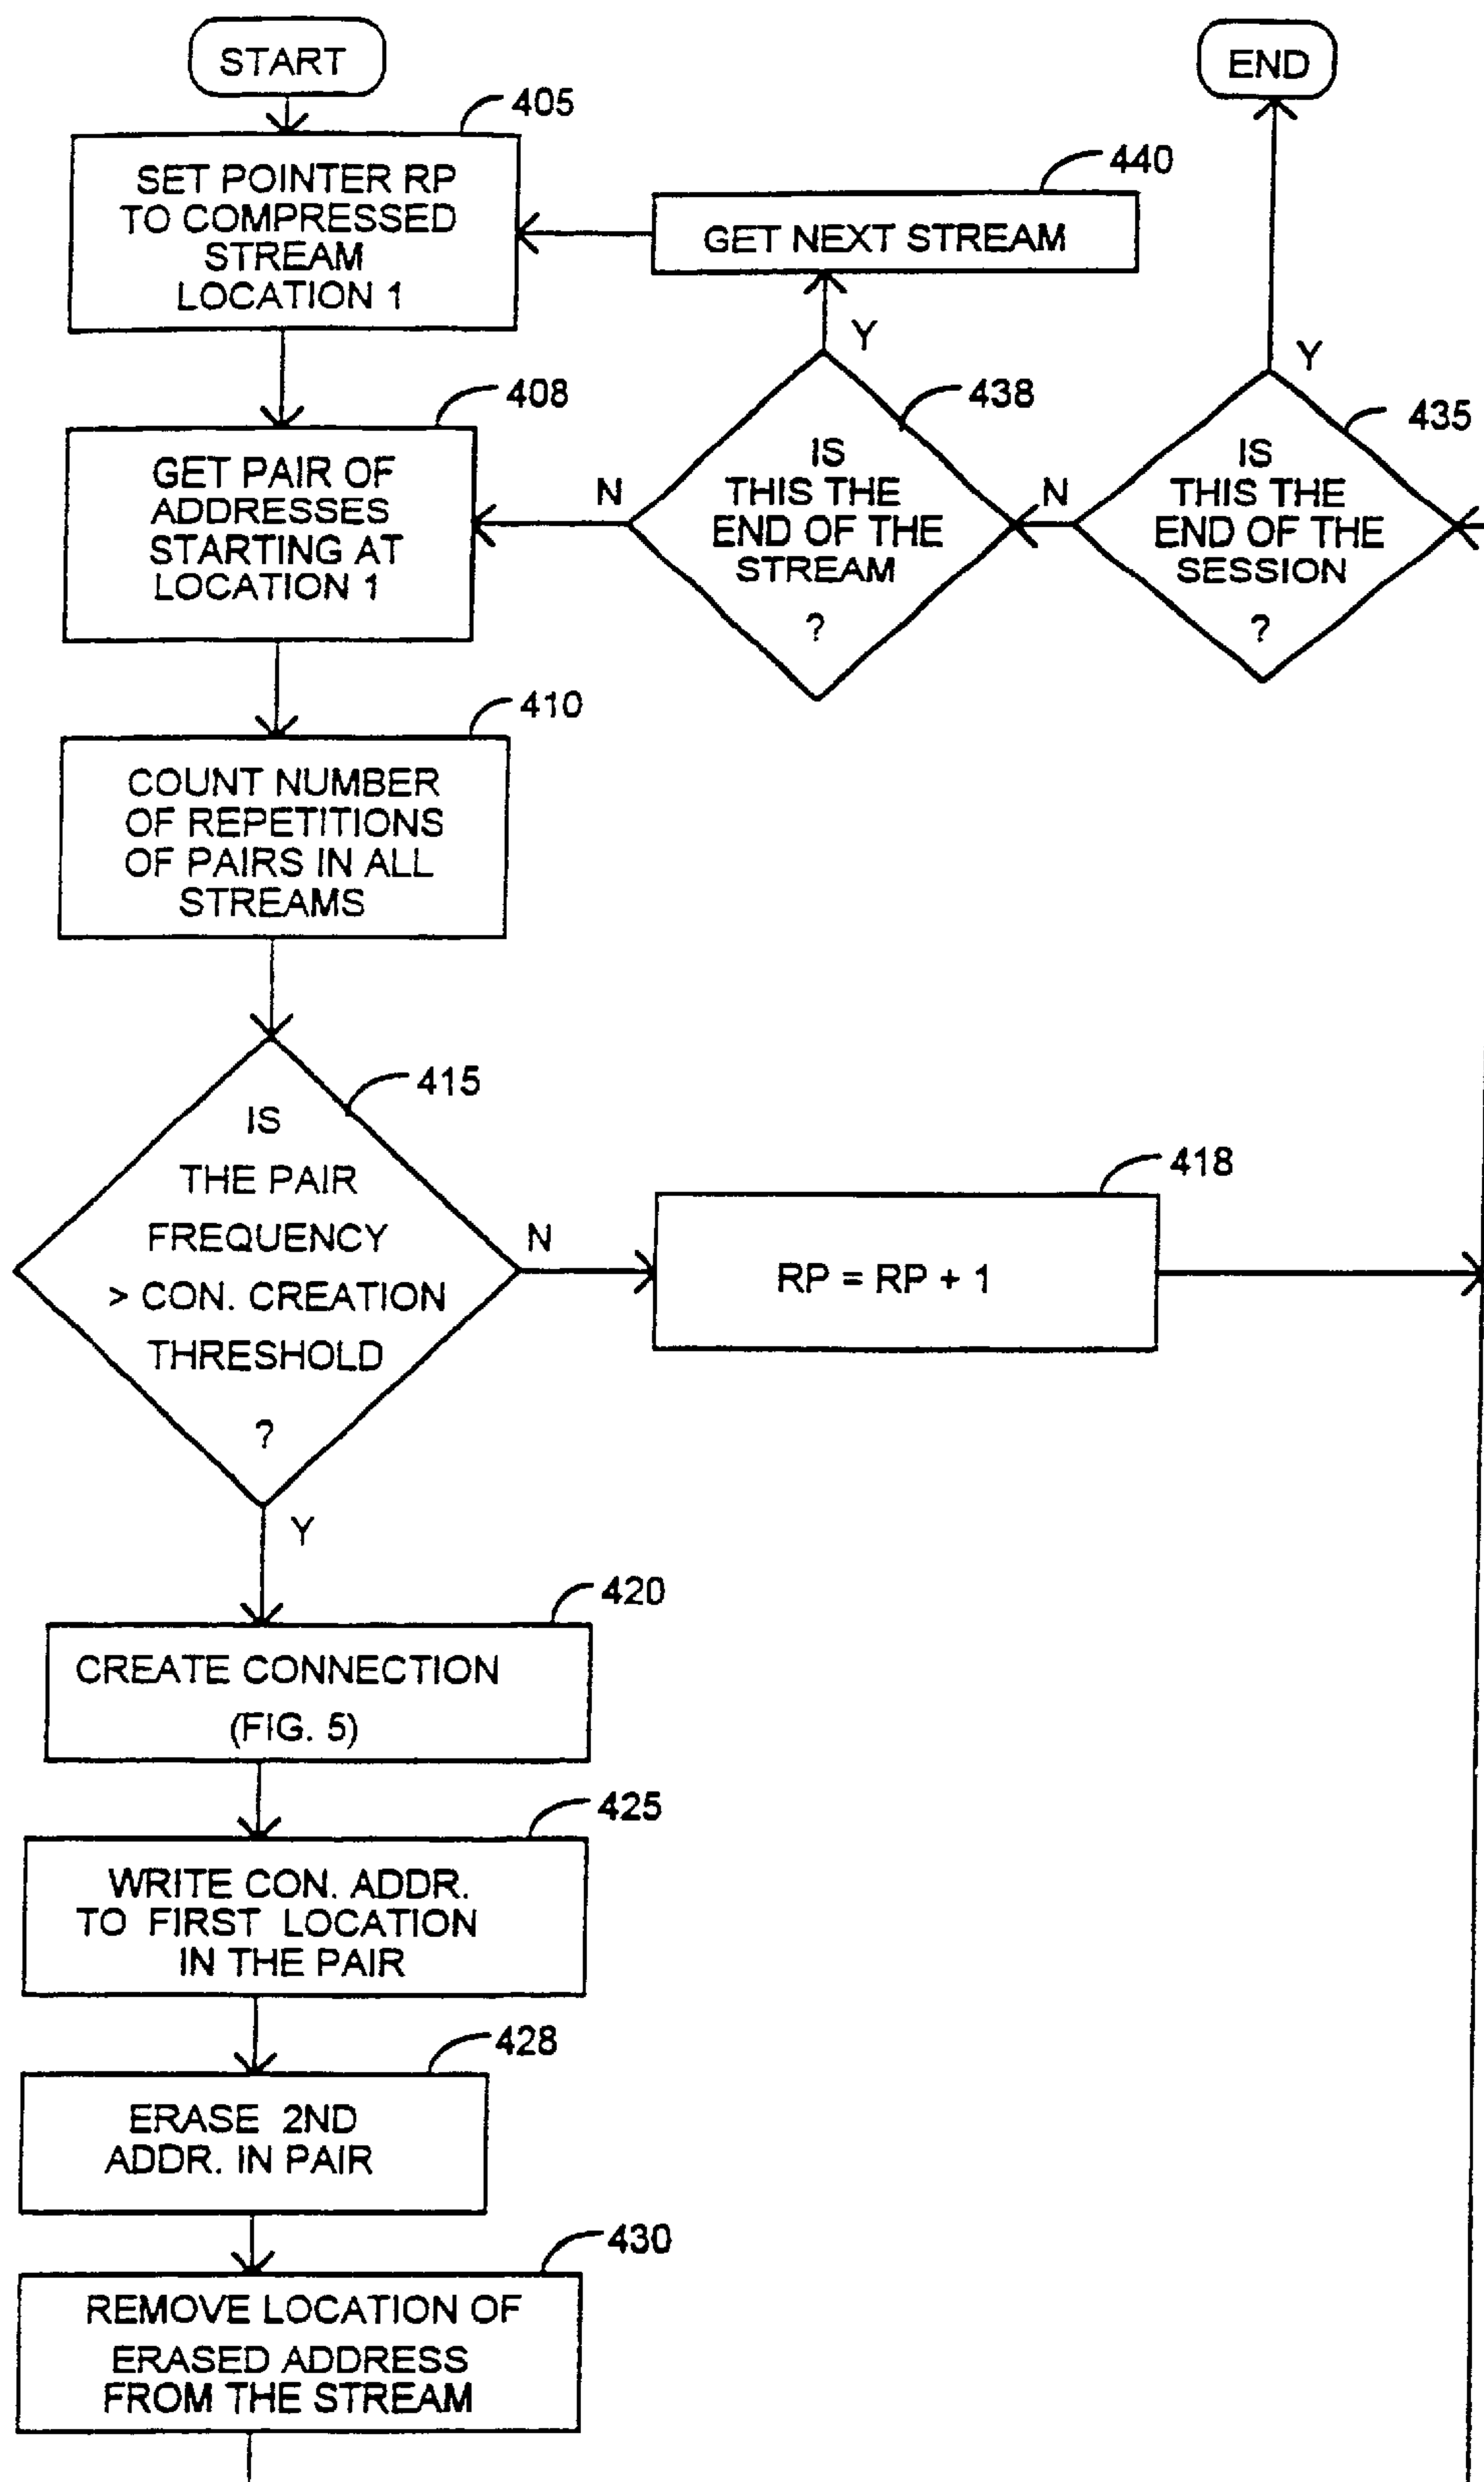 START
405
SET POINTER RP
TO COMPRESSED
STREAM
LOCATION 1
408
GET PAIR OF
ADDRESSES
STARTING AT
LOCATION 1
410
COUNT NUMBER
OF REPETITIONS
OF PAIRS IN ALL
STREAMS
415
IS
THE PAIR
FREQUENCY
> CON. CREATION
THRESHOLD
?
N
Y
418
RP = RP + 1
420
CREATE CONNECTION
(FIG. 5)
425
WRITE CON. ADDR.
TO FIRST LOCATION
IN THE PAIR
428
ERASE 2ND
ADDR. IN PAIR
430
REMOVE LOCATION OF
ERASED ADDRESS
FROM THE STREAM
END
435
IS
THIS THE
END OF THE
SESSION
?
Y
N
438
IS
THIS THE
END OF THE
STREAM
?
Y
N
440
GET NEXT STREAM